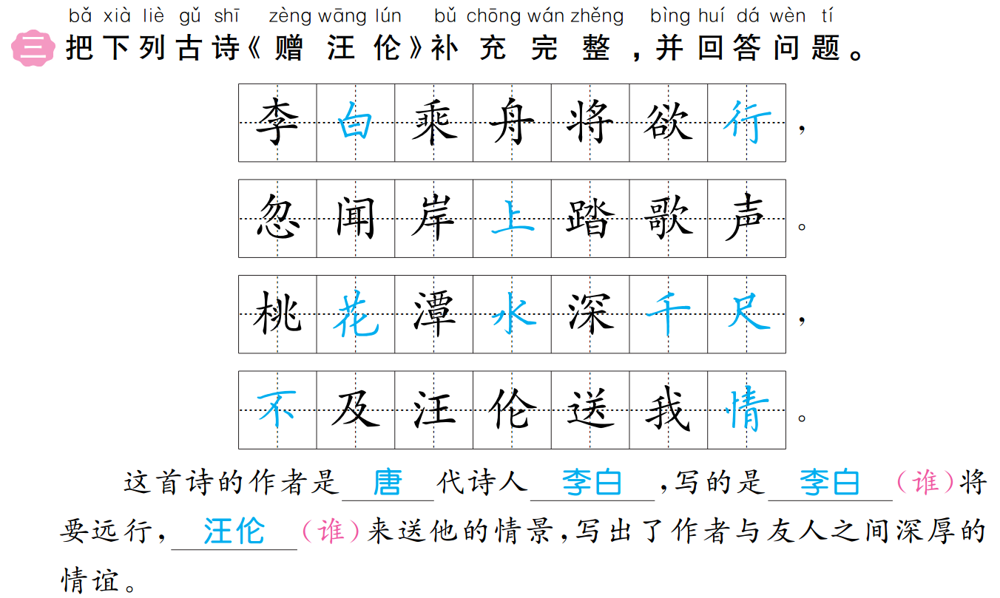 bǎ xià liè gǔ shī zèng wāng lún bǔ chōng wán zhěng bìng huí dá wèn tí
三 把下列古诗《赠汪伦》补充完整，并回答问题。
李白乘舟将欲行，
忽闻岸上踏歌声。
桃花潭水深千尺，
不及汪伦送我情。
这首诗的作者是唐代诗人李白，写的是李白（谁）将
要远行，汪伦（谁）来送他的情景，写出了作者与友人之间深厚的
情谊。